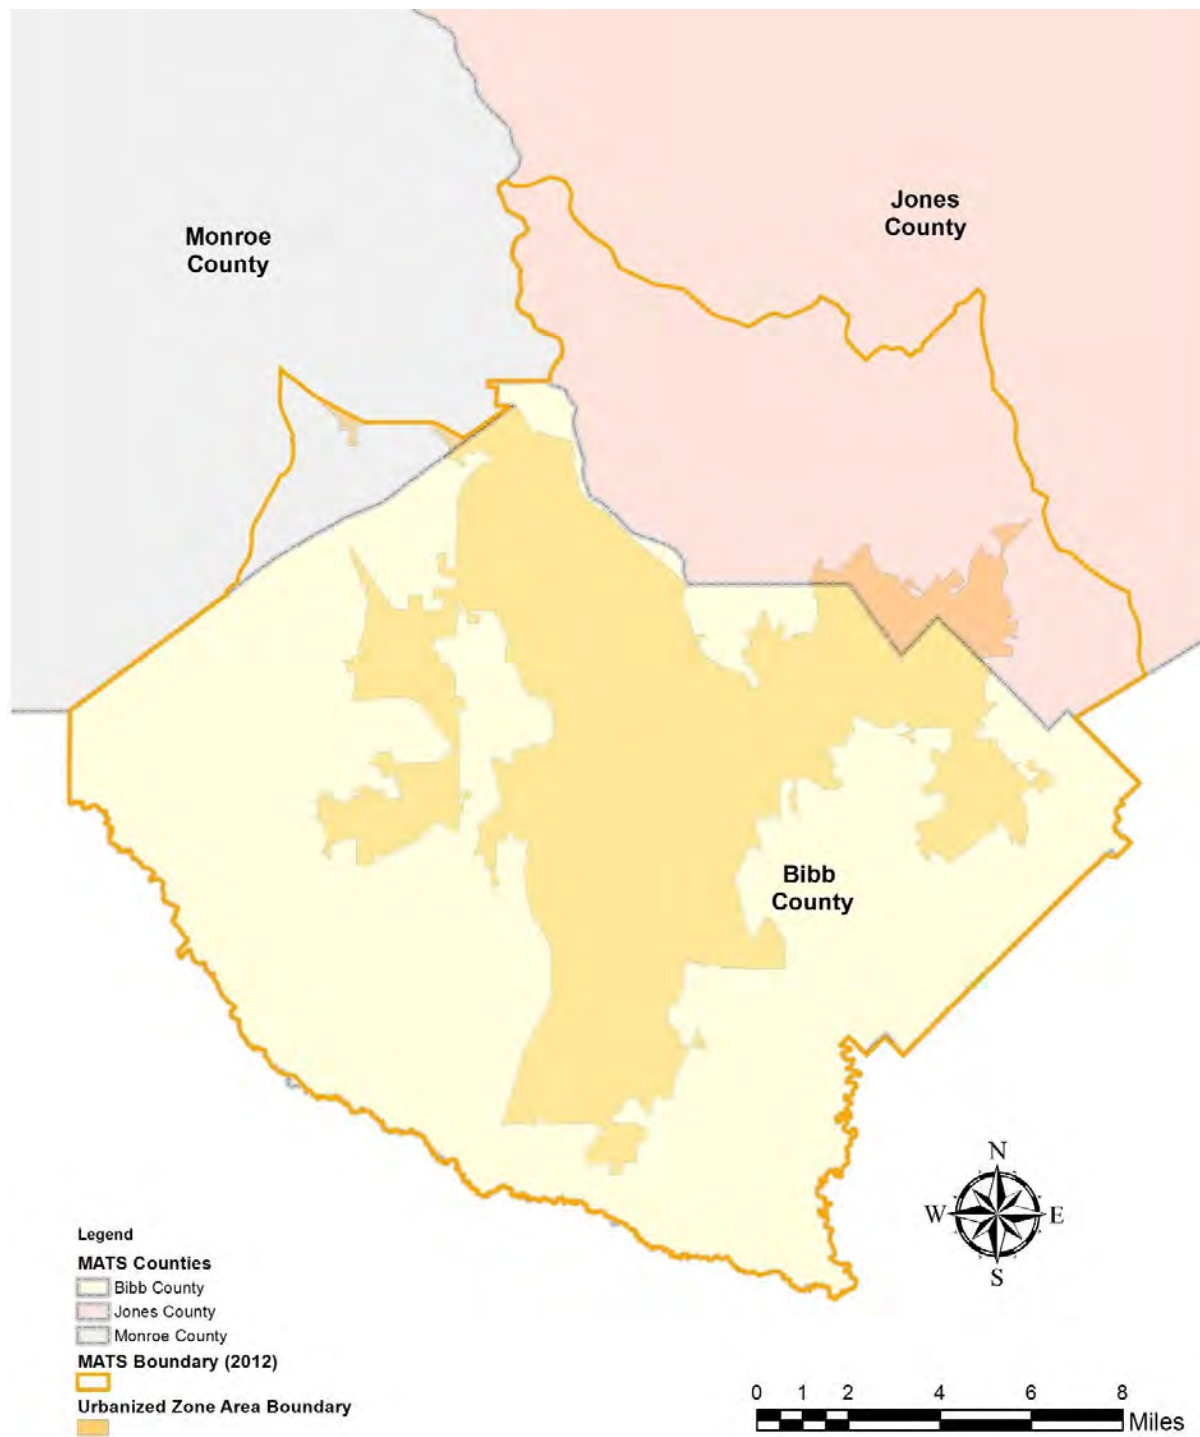 Jones
County
Monroe
County
Bibb
County
N
W E
S
Legend
MATS Counties
Bibb County
Jones County
Monroe County
MATS Boundary (2012)
Urbanized Zone Area Boundary
0 1 2 4 6 8
Miles